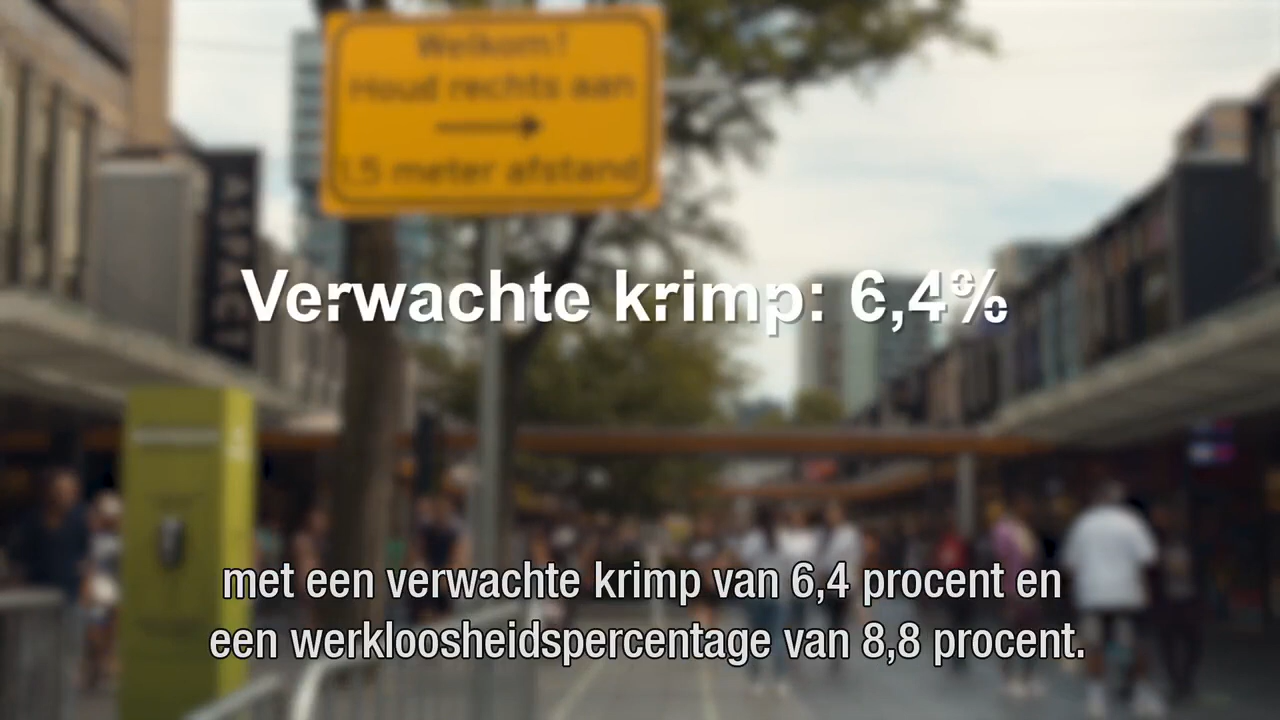 Welkom!
Houd rechts aan
1,5 meter afstand
ASPACT
Verwachte krimp: 6,4%
met een verwachte krimp van 6,4 procent en
een werkloosheidspercentage van 8,8 procent.